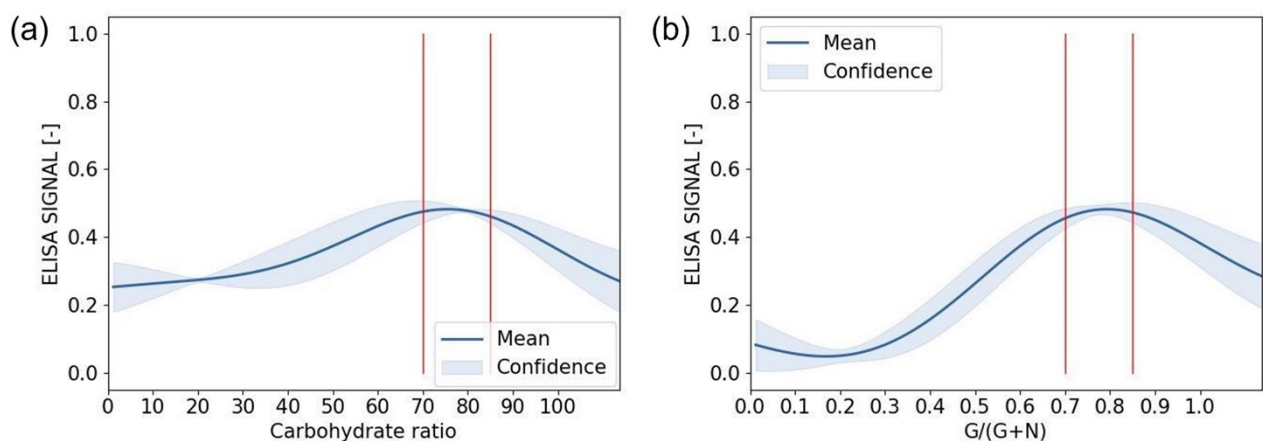 (a)
1.0
0.8
0.6
0.4
0.2
0.0
ELISA SIGNAL [-]
Mean
Confidence
0 10 20 30 40 50 60 70 80 90 100
Carbohydrate ratio
(b)
1.0
0.8
0.6
0.4
0.2
0.0
ELISA SIGNAL [-]
Mean
Confidence
0.0 0.1 0.2 0.3 0.4 0.5 0.6 0.7 0.8 0.9 1.0
G/(G+N)